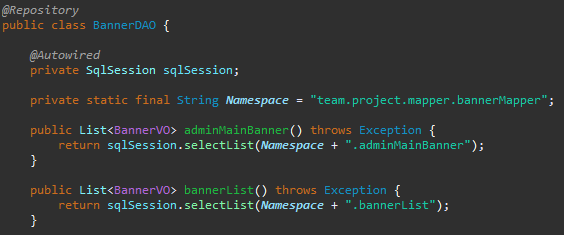 @Repository
public class BannerDAO {
@Autowired
private SqlSession sqlSession;
private static final String Namespace = "team.project.mapper.bannerMapper";
public List<BannerVO> adminMainBanner() throws Exception {
return sqlSession.selectList(Namespace + ".adminMainBanner");
}
public List<BannerVO> bannerList() throws Exception {
return sqlSession.selectList(Namespace + ".bannerList");
}